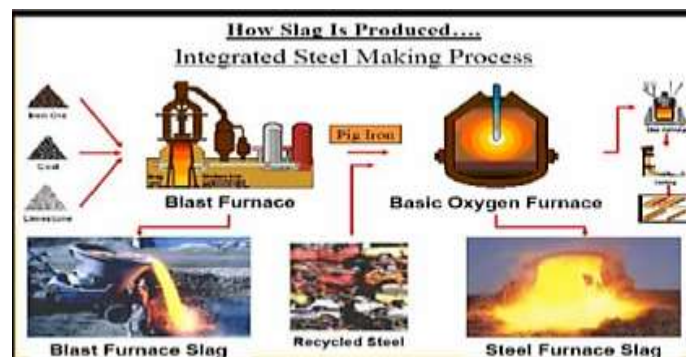 How Slag Is Produced....
Integrated Steel Making Process
Iron Ore
Coal
Limestone
Pig Iron
Blast Furnace
Basic Oxygen Furnace
Blast Furnace Slag
Recycled Steel
Steel Furnace Slag